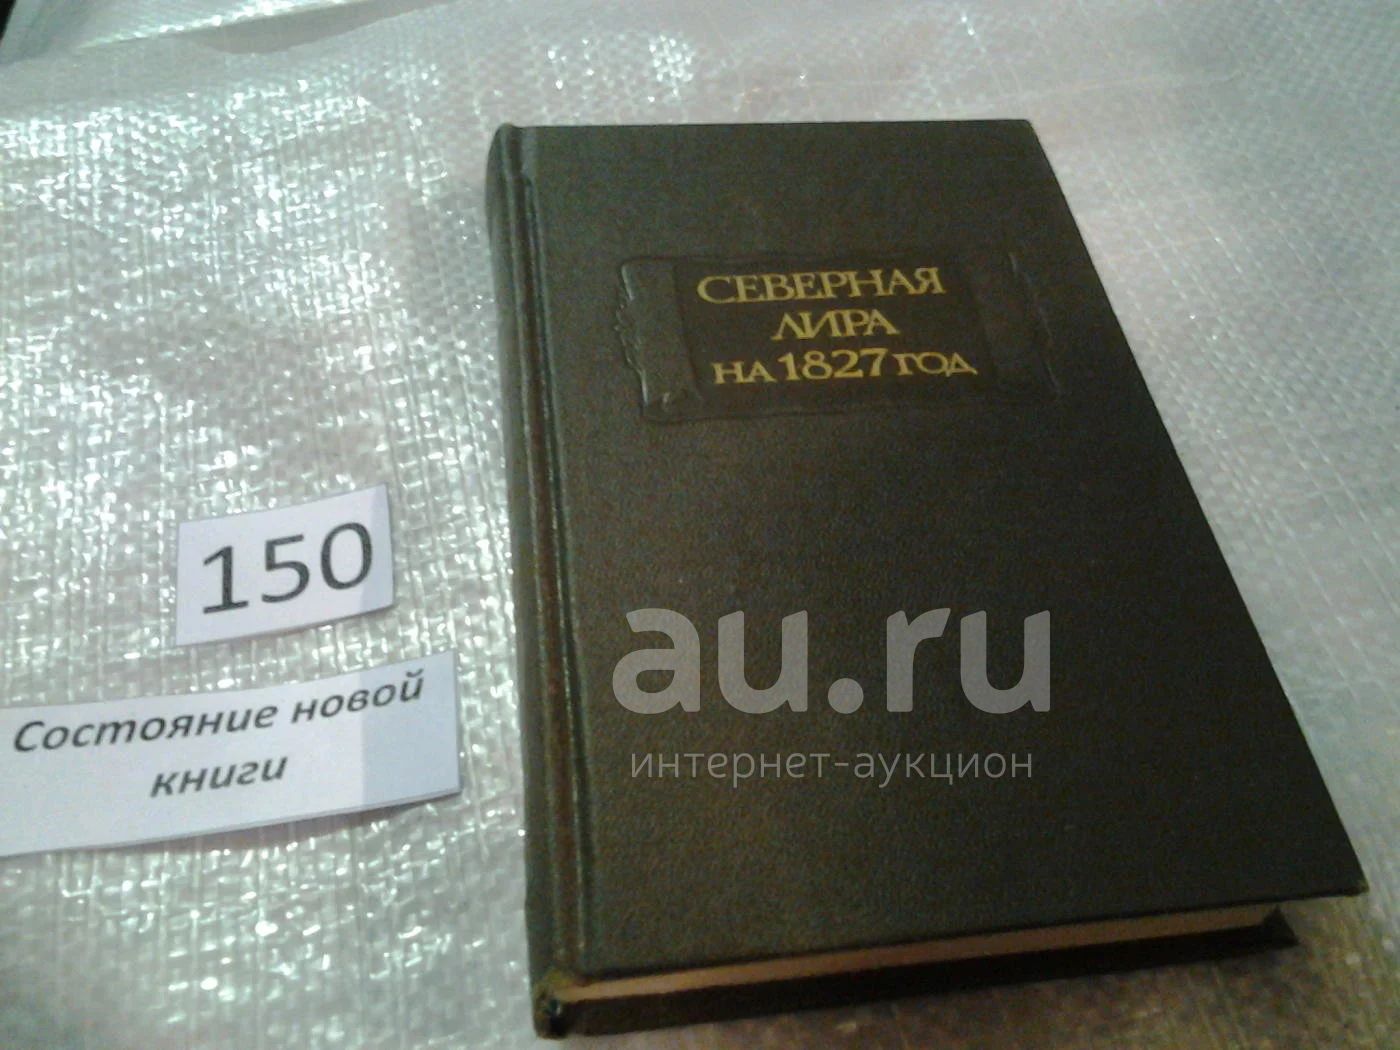 СЕВЕРНАЯ
ЛИРА
НА 1827 ГОД
150
Состояние новой
книги
au.ru
интернет-аукцион